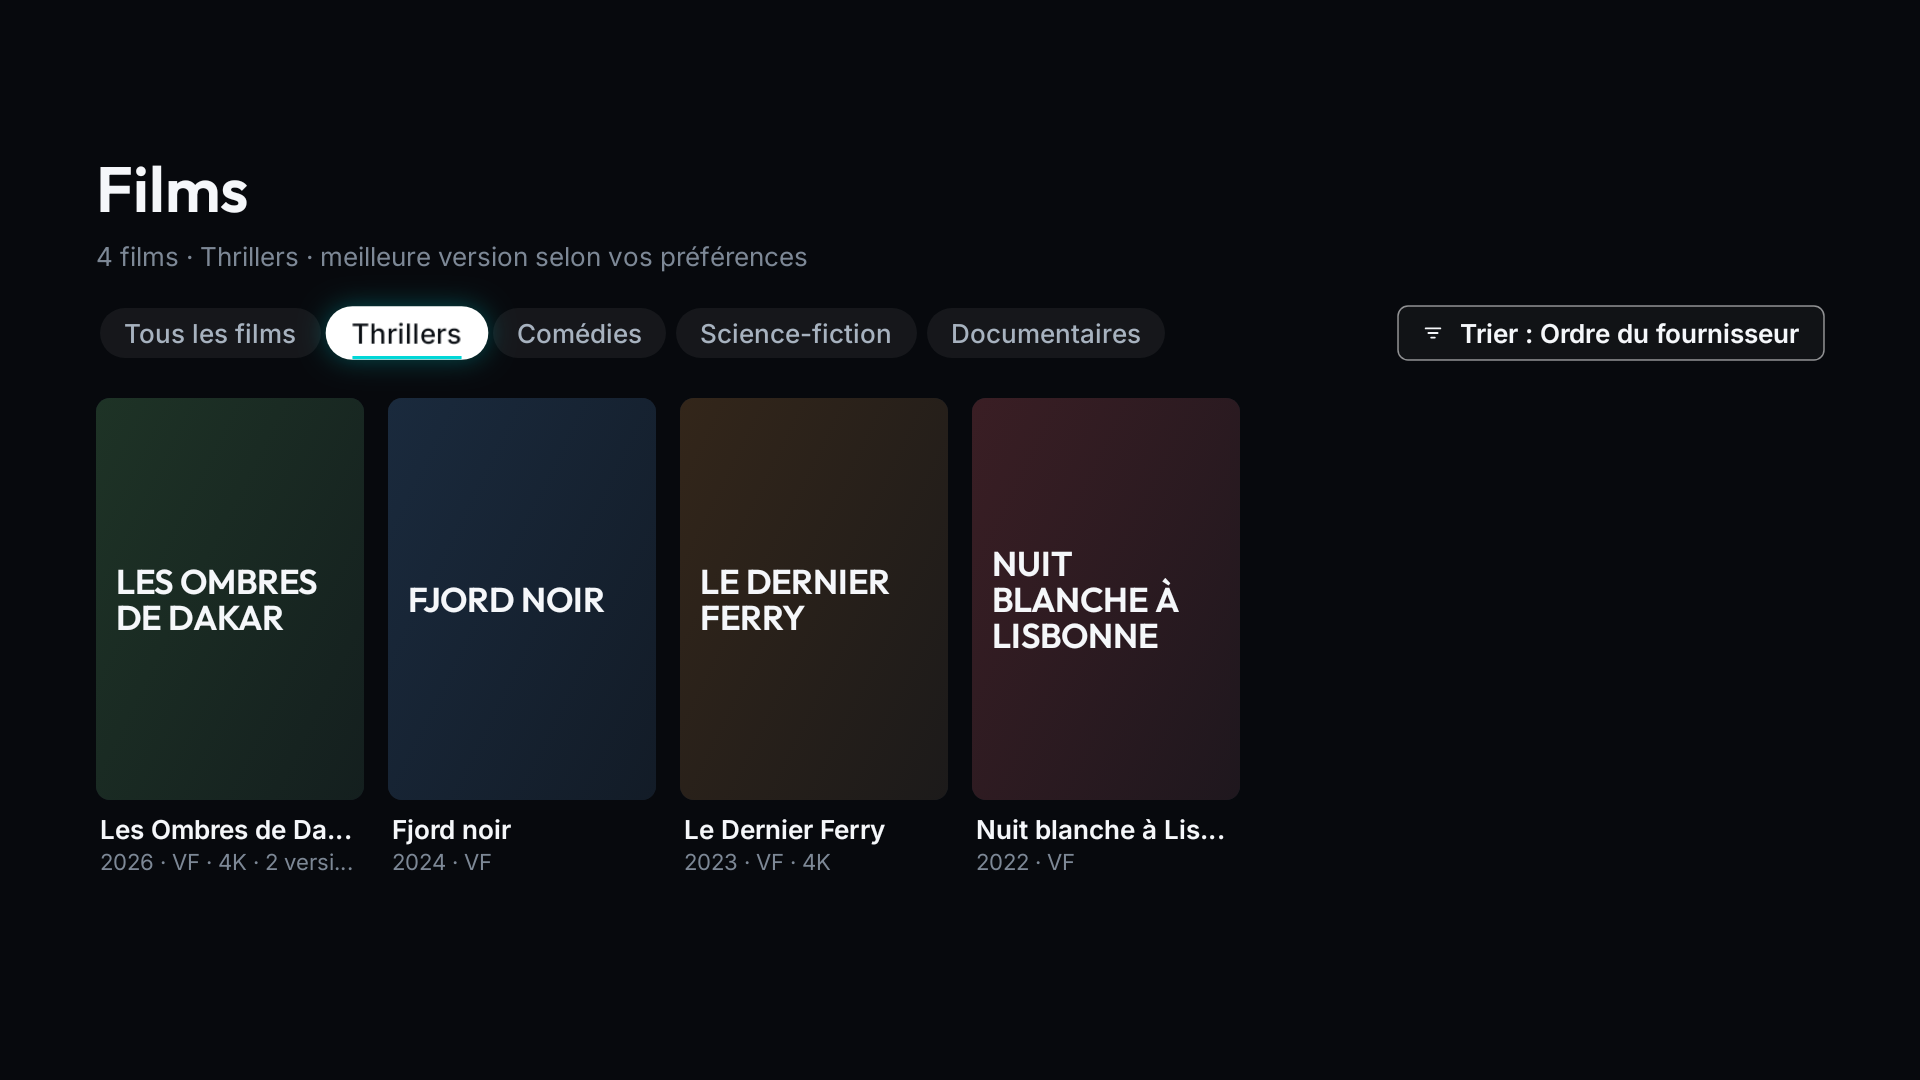 Films
4 films · Thrillers · meilleure version selon vos préférences
Tous les films
Thrillers
Comédies
Science-fiction
Documentaires
Trier : Ordre du fournisseur
LES OMBRES
DE DAKAR
FJORD NOIR
LE DERNIER
FERRY
NUIT
BLANCHE À
LISBONNE
Les Ombres de Da...
2026 · VF · 4K · 2 versi...
Fjord noir
2024 · VF
Le Dernier Ferry
2023 · VF · 4K
Nuit blanche à Lis...
2022 · VF